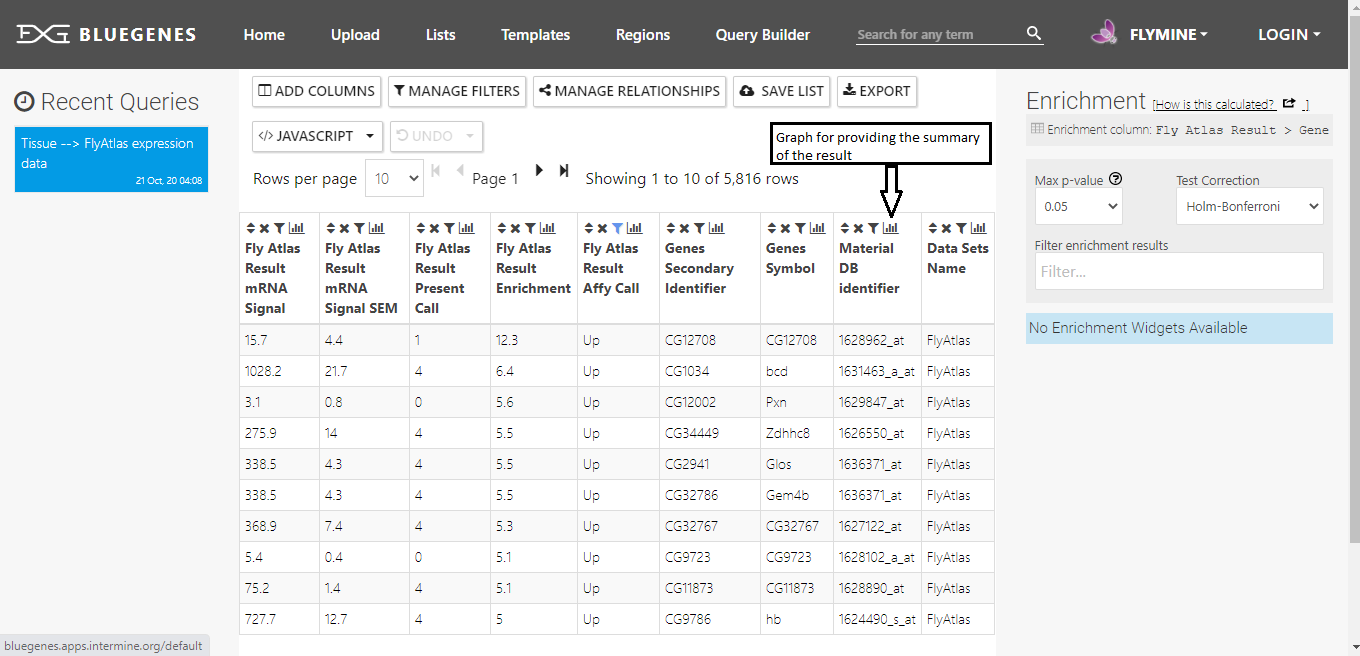 BLUEGENES
Home
Upload
Lists
Templates
Regions
Query Builder
Search for any term
FLYMINE
LOGIN
Recent Queries
Tissue --> FlyAtlas expression
data
21 Oct, 20 04:08
ADD COLUMNS
MANAGE FILTERS
MANAGE RELATIONSHIPS
SAVE LIST
EXPORT
</> JAVASCRIPT
UNDO
Graph for providing the summary
of the result
Rows per page 10 Page 1 Showing 1 to 10 of 5,816 rows
Fly Atlas
Result
mRNA
Signal
Fly Atlas
Result
mRNA
Signal SEM
Fly Atlas
Result
Present
Call
Fly Atlas
Result
Enrichment
Fly Atlas
Result
Affy Call
Genes
Secondary
Identifier
Genes
Symbol
Material
DB
identifier
Data Sets
Name
15.7 4.4 1 12.3 Up CG12708 CG12708 1628962_at FlyAtlas
1028.2 21.7 4 6.4 Up CG1034 bcd 1631463_a_at FlyAtlas
3.1 0.8 0 5.6 Up CG12002 Pxn 1629847_at FlyAtlas
275.9 14 4 5.5 Up CG34449 Zdhhc8 1626550_at FlyAtlas
338.5 4.3 4 5.5 Up CG2941 Glos 1636371_at FlyAtlas
338.5 4.3 4 5.5 Up CG32786 Gem4b 1636371_at FlyAtlas
368.9 7.4 4 5.3 Up CG32767 CG32767 1627122_at FlyAtlas
5.4 0.4 0 5.1 Up CG9723 CG9723 1628102_a_at FlyAtlas
75.2 1.4 4 5.1 Up CG11873 CG11873 1628890_at FlyAtlas
727.7 12.7 4 5 Up CG9786 hb 1624490_s_at FlyAtlas
Enrichment [How is this calculated? ]
Enrichment column: Fly Atlas Result > Gene
Max p-value
0.05
Test Correction
Holm-Bonferroni
Filter enrichment results
Filter...
No Enrichment Widgets Available
bluegenes.apps.intermine.org/default